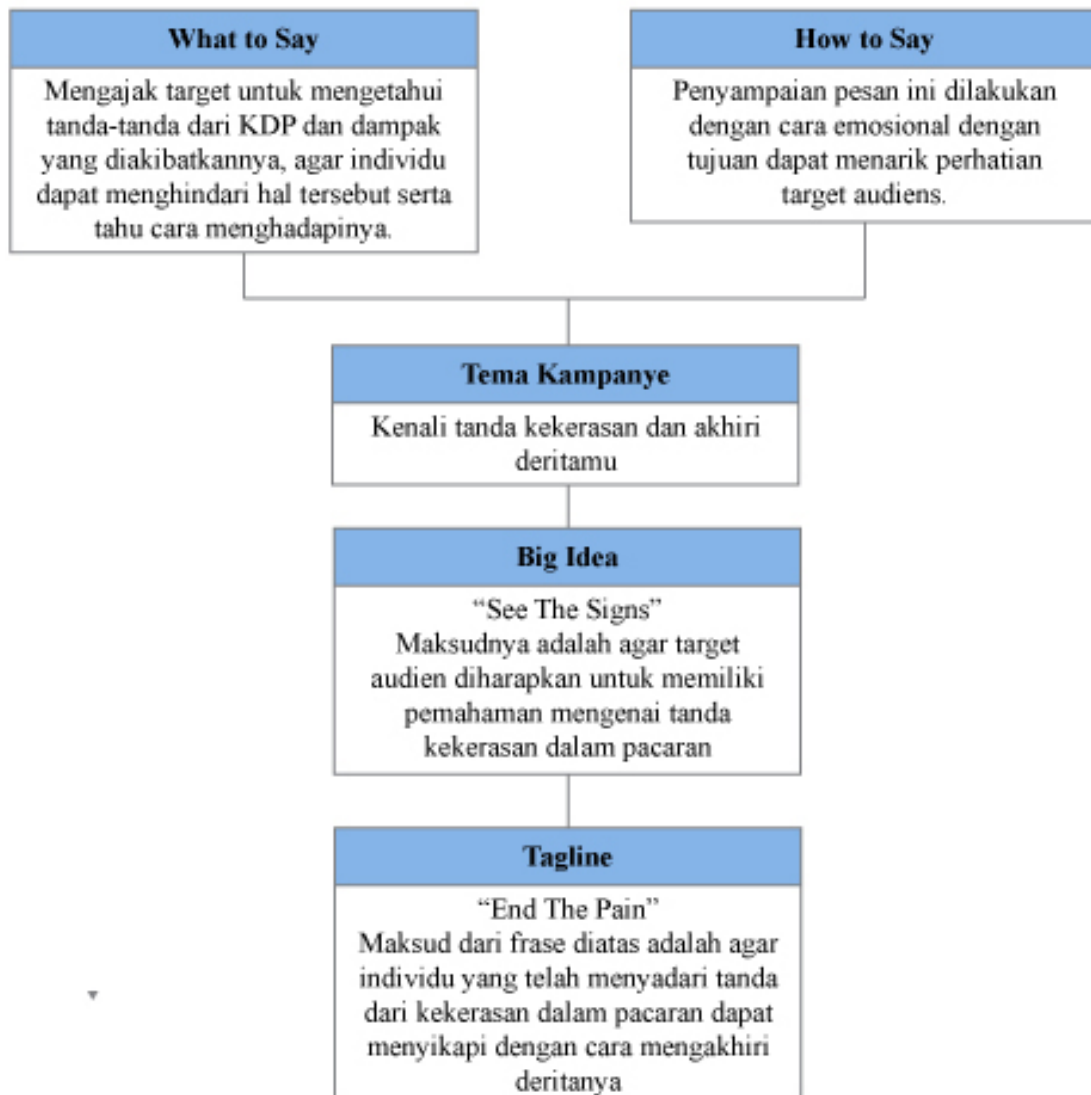 What to Say
Mengajak target untuk mengetahui
tanda-tanda dari KDP dan dampak
yang diakibatkannya, agar individu
dapat menghindari hal tersebut serta
tahu cara menghadapinya.
How to Say
Penyampaian pesan ini dilakukan
dengan cara emosional dengan
tujuan dapat menarik perhatian
target audiens.
Tema Kampanye
Kenali tanda kekerasan dan akhiri
deritamu
Big Idea
“See The Signs”
Maksudnya adalah agar target
audien diharapkan untuk memiliki
pemahaman mengenai tanda
kekerasan dalam pacaran
Tagline
“End The Pain”
Maksud dari frase diatas adalah agar
individu yang telah menyadari tanda
dari kekerasan dalam pacaran dapat
menyikapi dengan cara mengakhiri
deritanya